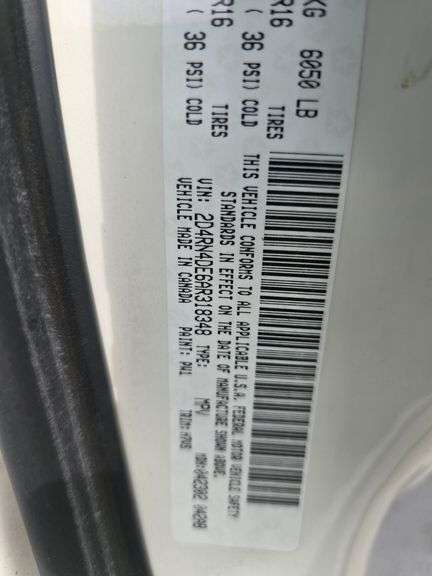 KG 6050 LB
R16 TIRES
( 36 PSI) COLD
R16 TIRES
( 36 PSI) COLD
THIS VEHICLE CONFORMS TO ALL APPLICABLE U.S.A. FEDERAL MOTOR VEHICLE SAFETY
STANDARDS IN EFFECT ON THE DATE OF MANUFACTURE SHOWN ABOVE.
VIN: 2D4RN4DE6AR318348 TYPE: MPV
VEHICLE MADE IN CANADA PAINT: PW1